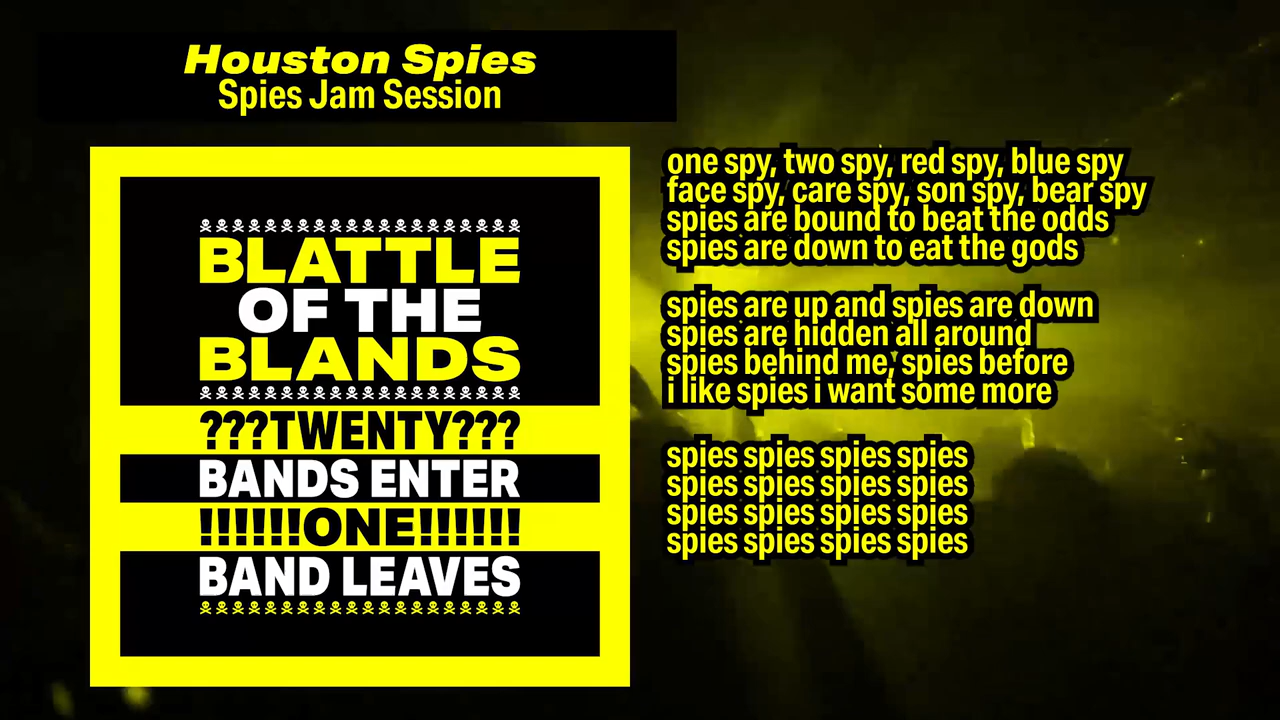 Houston Spies
Spies Jam Session
BLATTLE
OF THE
BLANDS
???TWENTY???
BANDS ENTER
!!!!!!ONE!!!!!!
BAND LEAVES
one spy, two spy, red spy, blue spy
face spy, care spy, son spy, bear spy
spies are bound to beat the odds
spies are down to eat the gods
spies are up and spies are down
spies are hidden all around
spies behind me, spies before
i like spies i want some more
spies spies spies spies
spies spies spies spies
spies spies spies spies
spies spies spies spies